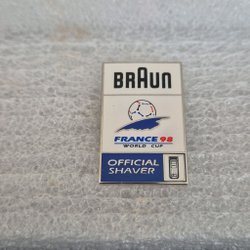 BRAUN
FRANCE 98
WORLD CUP
OFFICIAL
SHAVER